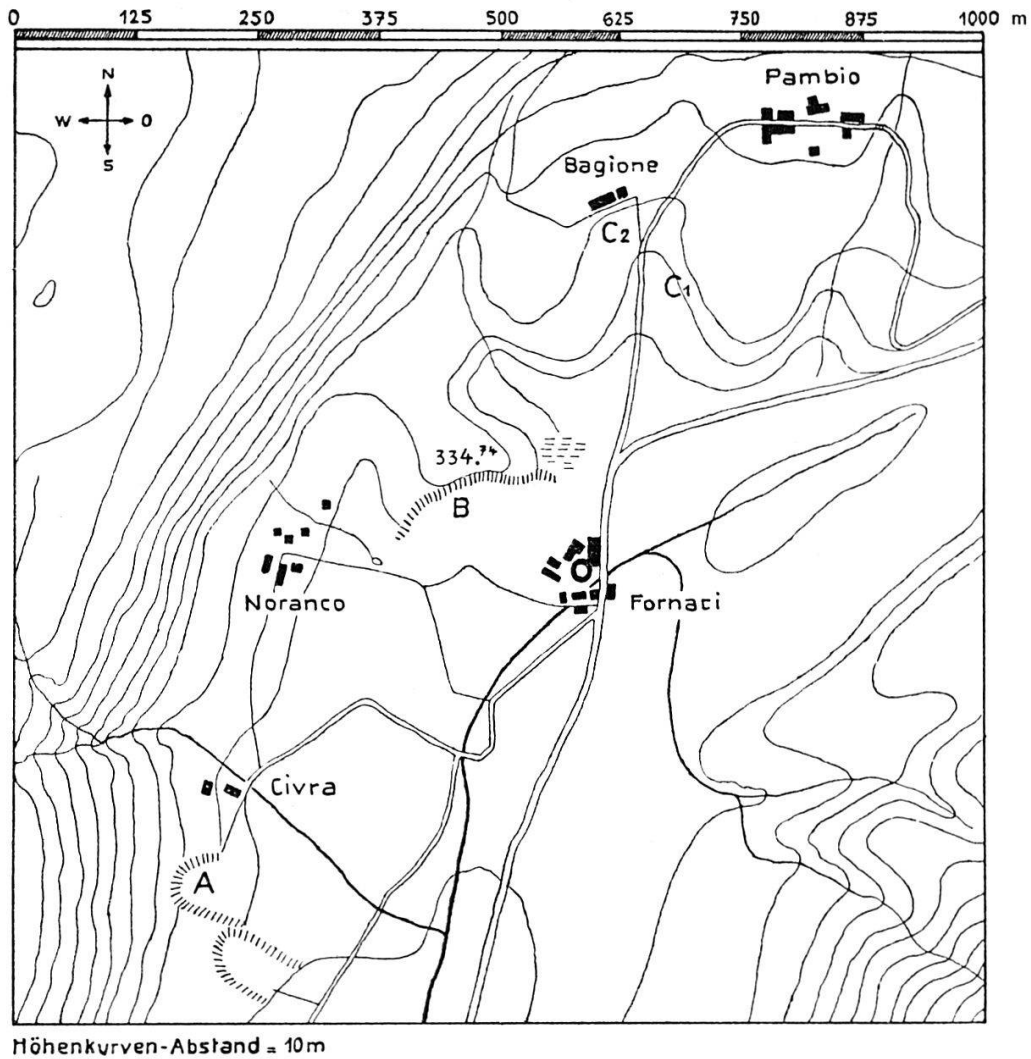 0 125 250 375 500 625 750 875 1000 m
N
W O
S
Pambio
Bagione
C2
C1
334.74
B
Noranco
Fornaci
Civra
A
Höhenkurven-Abstand = 10m